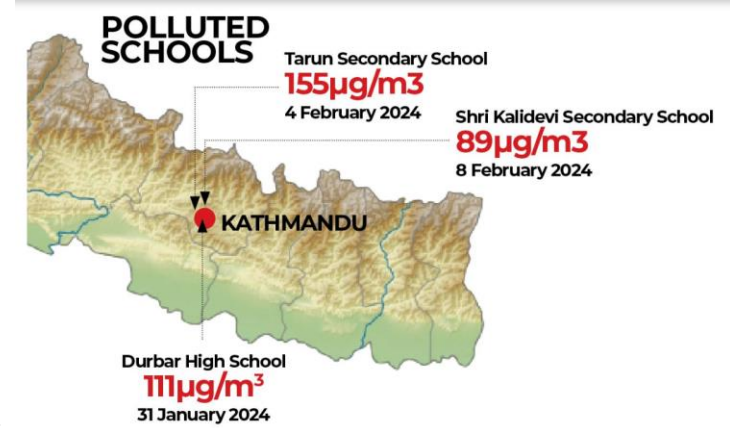 POLLUTED
SCHOOLS
Tarun Secondary School
155µg/m3
4 February 2024
Shri Kalidevi Secondary School
89µg/m3
8 February 2024
KATHMANDU
Durbar High School
111µg/m³
31 January 2024